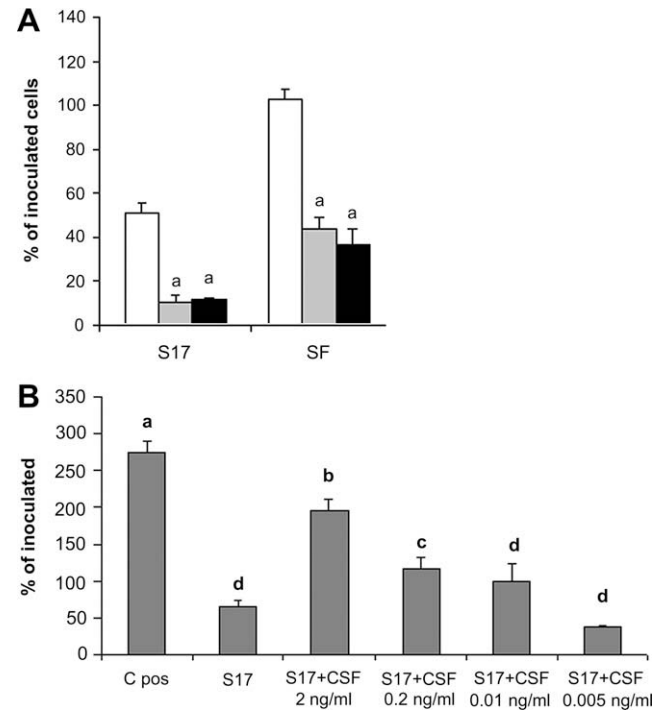 A
% of inoculated cells
140
120
100
80
60
40
20
0
a
a
a
a
S17
SF
B
% of inoculated
350
300
250
200
150
100
50
0
a
d
b
c
d
d
C pos
S17
S17+CSF
2 ng/ml
S17+CSF
0.2 ng/ml
S17+CSF
0.01 ng/ml
S17+CSF
0.005 ng/ml